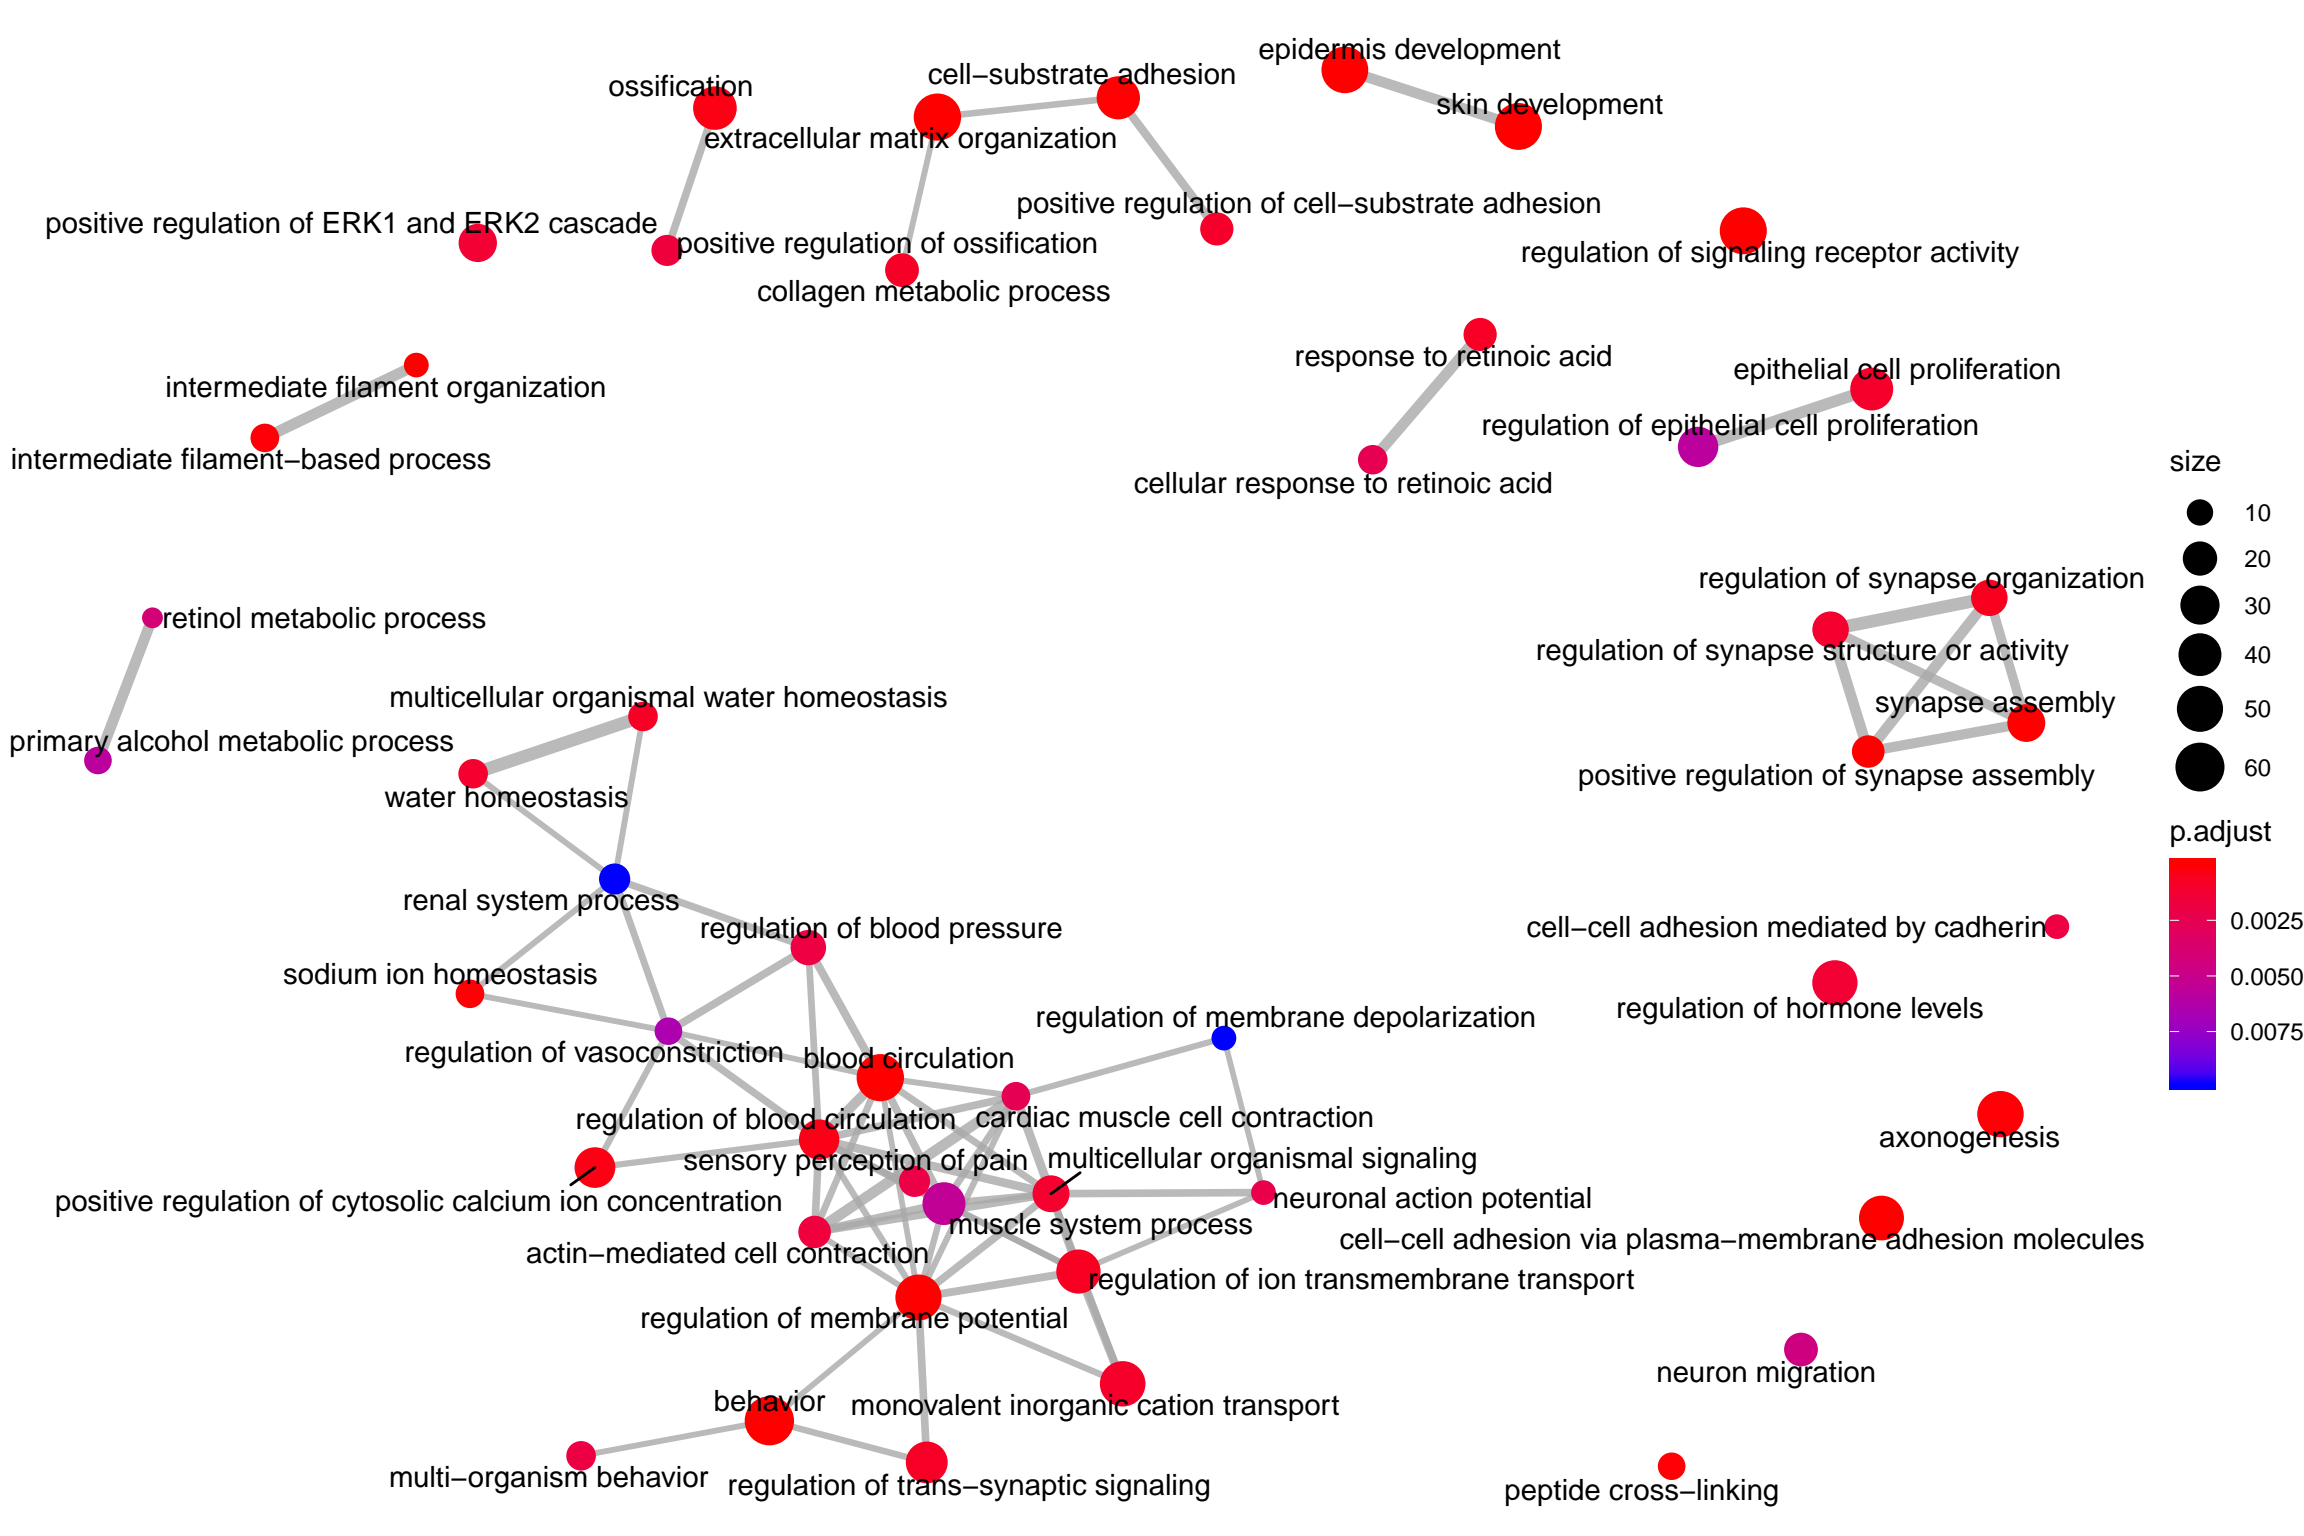 epidermis development
cell−substrate adhesion
ossification
skin development
extracellular matrix organization
positive regulation of cell−substrate adhesion
positive regulation of ERK1 and ERK2 cascade
positive regulation of ossification
regulation of signaling receptor activity
collagen metabolic process
response to retinoic acid
epithelial cell proliferation
intermediate filament organization
regulation of epithelial cell proliferation
intermediate filament−based process
size
cellular response to retinoic acid
10
20
regulation of synapse organization
30
retinol metabolic process
regulation of synapse structure or activity
40
multicellular organismal water homeostasis
synapse assembly
50
primary alcohol metabolic process
60
positive regulation of synapse assembly
water homeostasis
p.adjust
renal system process
0.0025
regulation of blood pressure
cell−cell adhesion mediated by cadherin
sodium ion homeostasis
0.0050
regulation of hormone levels
regulation of membrane depolarization
0.0075
regulation of vasoconstriction
blood circulation
regulation of blood circulation
cardiac muscle cell contraction
axonogenesis
sensory perception of pain
multicellular organismal signaling
positive regulation of cytosolic calcium ion concentration
neuronal action potential
muscle system process
cell−cell adhesion via plasma−membrane adhesion molecules
actin−mediated cell contraction
regulation of ion transmembrane transport
regulation of membrane potential
neuron migration
behavior
monovalent inorganic cation transport
multi−organism behavior
regulation of trans−synaptic signaling
peptide cross−linking